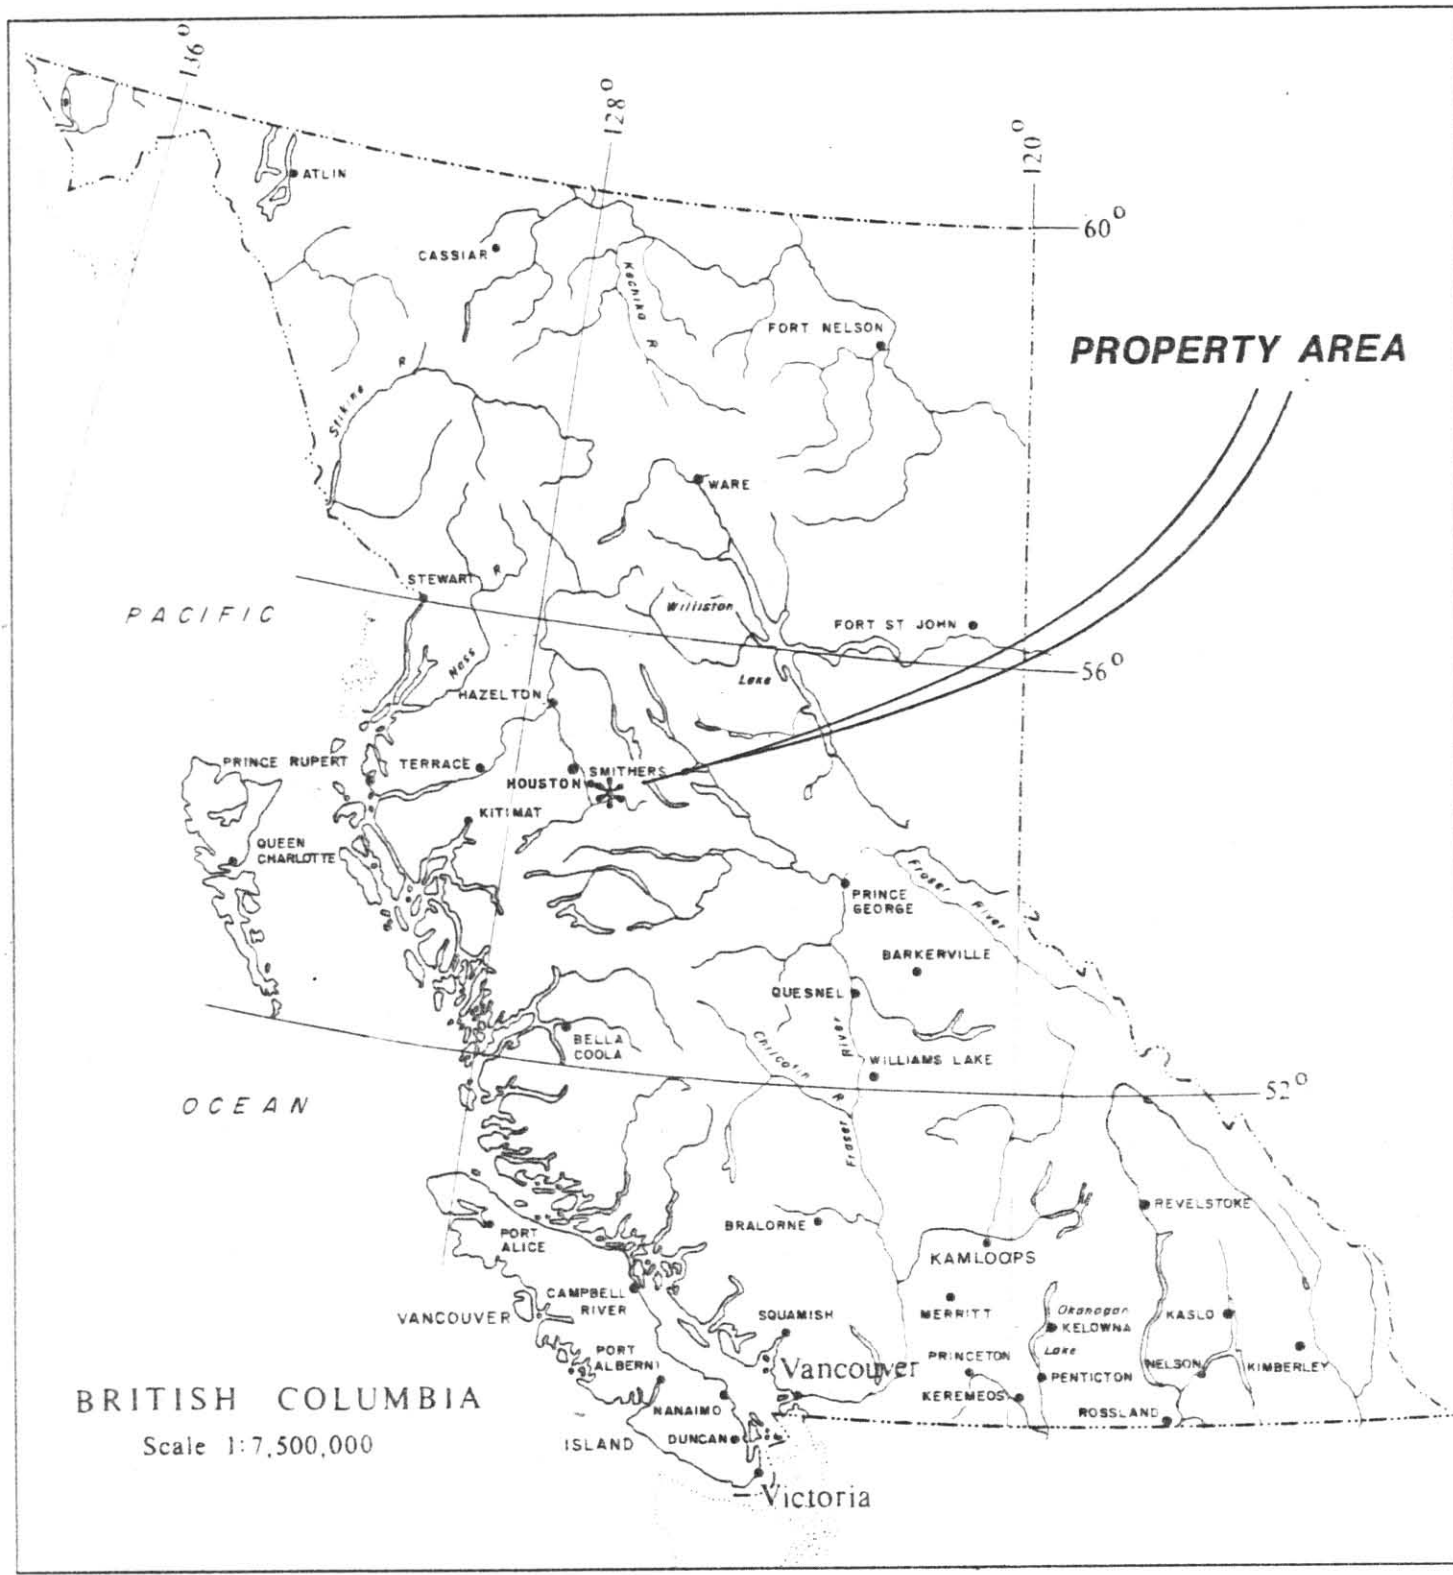 136°
128°
120°
ATLIN
60°
CASSIAR
Kechika R
FORT NELSON
PROPERTY AREA
Stikine R
WARE
STEWART
PACIFIC
Williston
FORT ST JOHN
Nass R
56°
Lake
HAZELTON
PRINCE RUPERT
TERRACE
SMITHERS
HOUSTON
KITIMAT
QUEEN
CHARLOTTE
Fraser River
PRINCE
GEORGE
BARKERVILLE
QUESNEL
BELLA
COOLA
Chilcotin R
Fraser River
WILLIAMS LAKE
52°
OCEAN
REVELSTOKE
BRALORNE
PORT
ALICE
KAMLOOPS
CAMPBELL
RIVER
VANCOUVER
SQUAMISH
MERRITT
Okanagan
KELOWNA
Lake
KASLO
PORT
ALBERNI
Vancouver
PRINCETON
PENTICTON
NELSON
KIMBERLEY
KEREMEOS
BRITISH COLUMBIA
NANAIMO
ROSSLAND
Scale 1:7,500,000
ISLAND
DUNCAN
Victoria